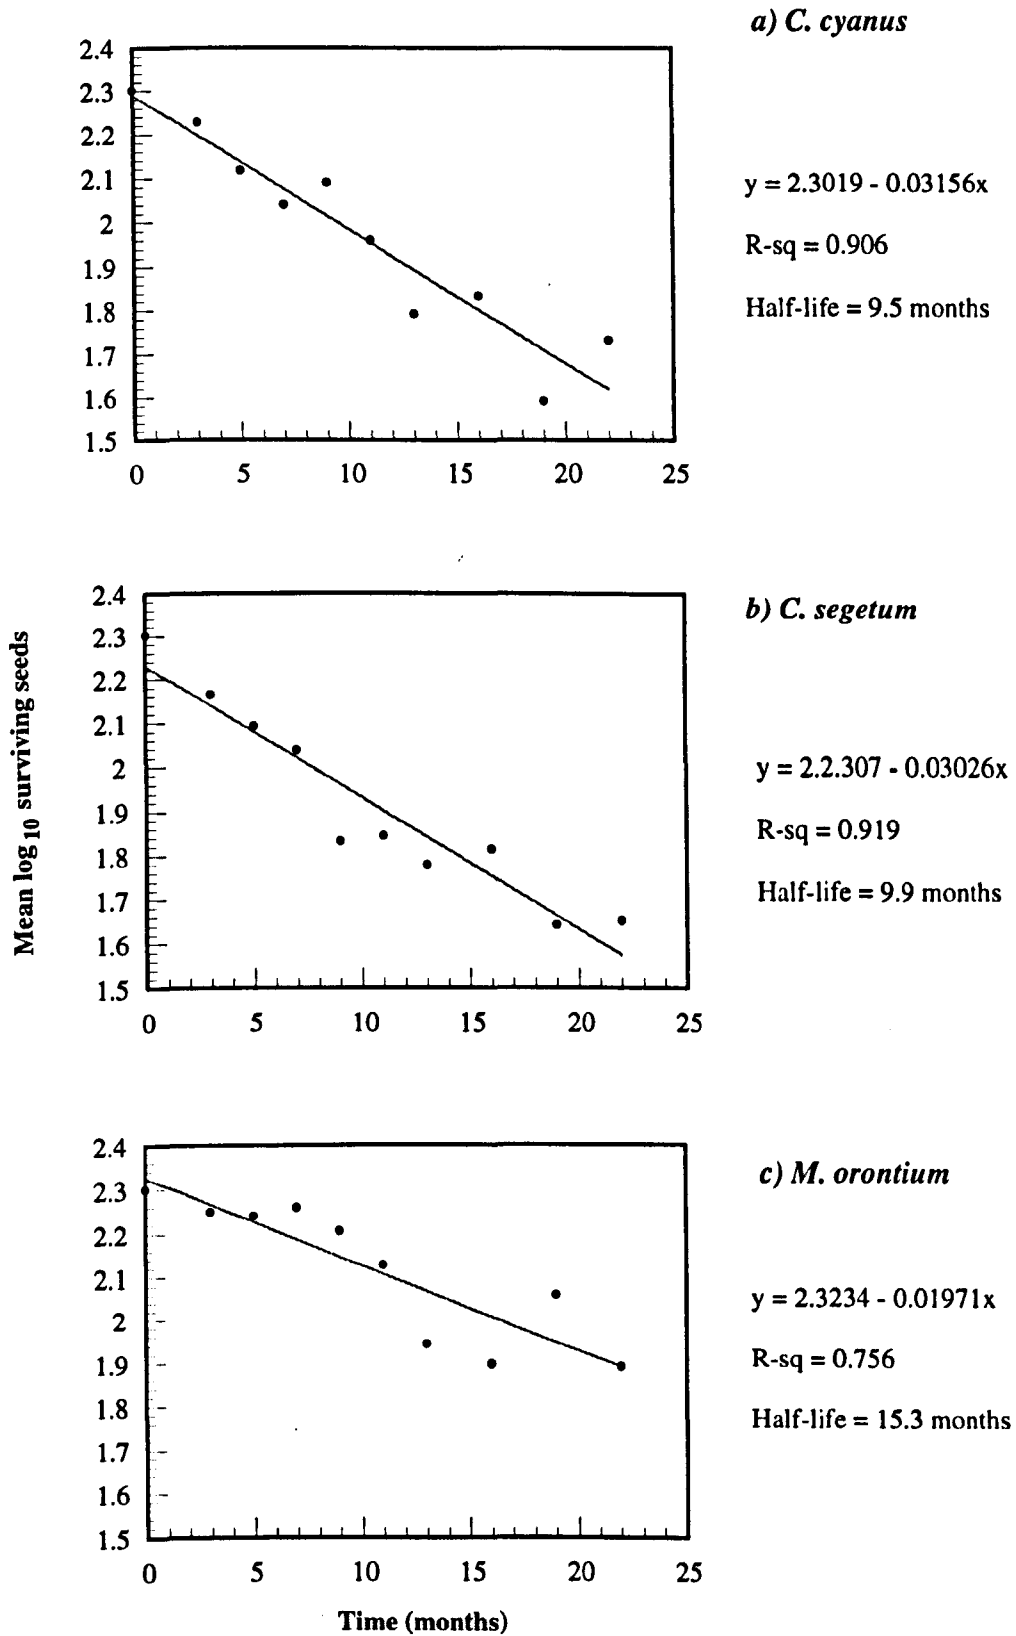 a) C. cyanus
2.4
2.3
2.2
2.1
2
1.9
1.8
1.7
1.6
1.5
0 5 10 15 20 25
y = 2.3019 - 0.03156x
R-sq = 0.906
Half-life = 9.5 months
b) C. segetum
2.4
2.3
2.2
2.1
2
1.9
1.8
1.7
1.6
1.5
0 5 10 15 20 25
y = 2.2.307 - 0.03026x
R-sq = 0.919
Half-life = 9.9 months
Mean log 10 surviving seeds
c) M. orontium
2.4
2.3
2.2
2.1
2
1.9
1.8
1.7
1.6
1.5
0 5 10 15 20 25
y = 2.3234 - 0.01971x
R-sq = 0.756
Half-life = 15.3 months
Time (months)